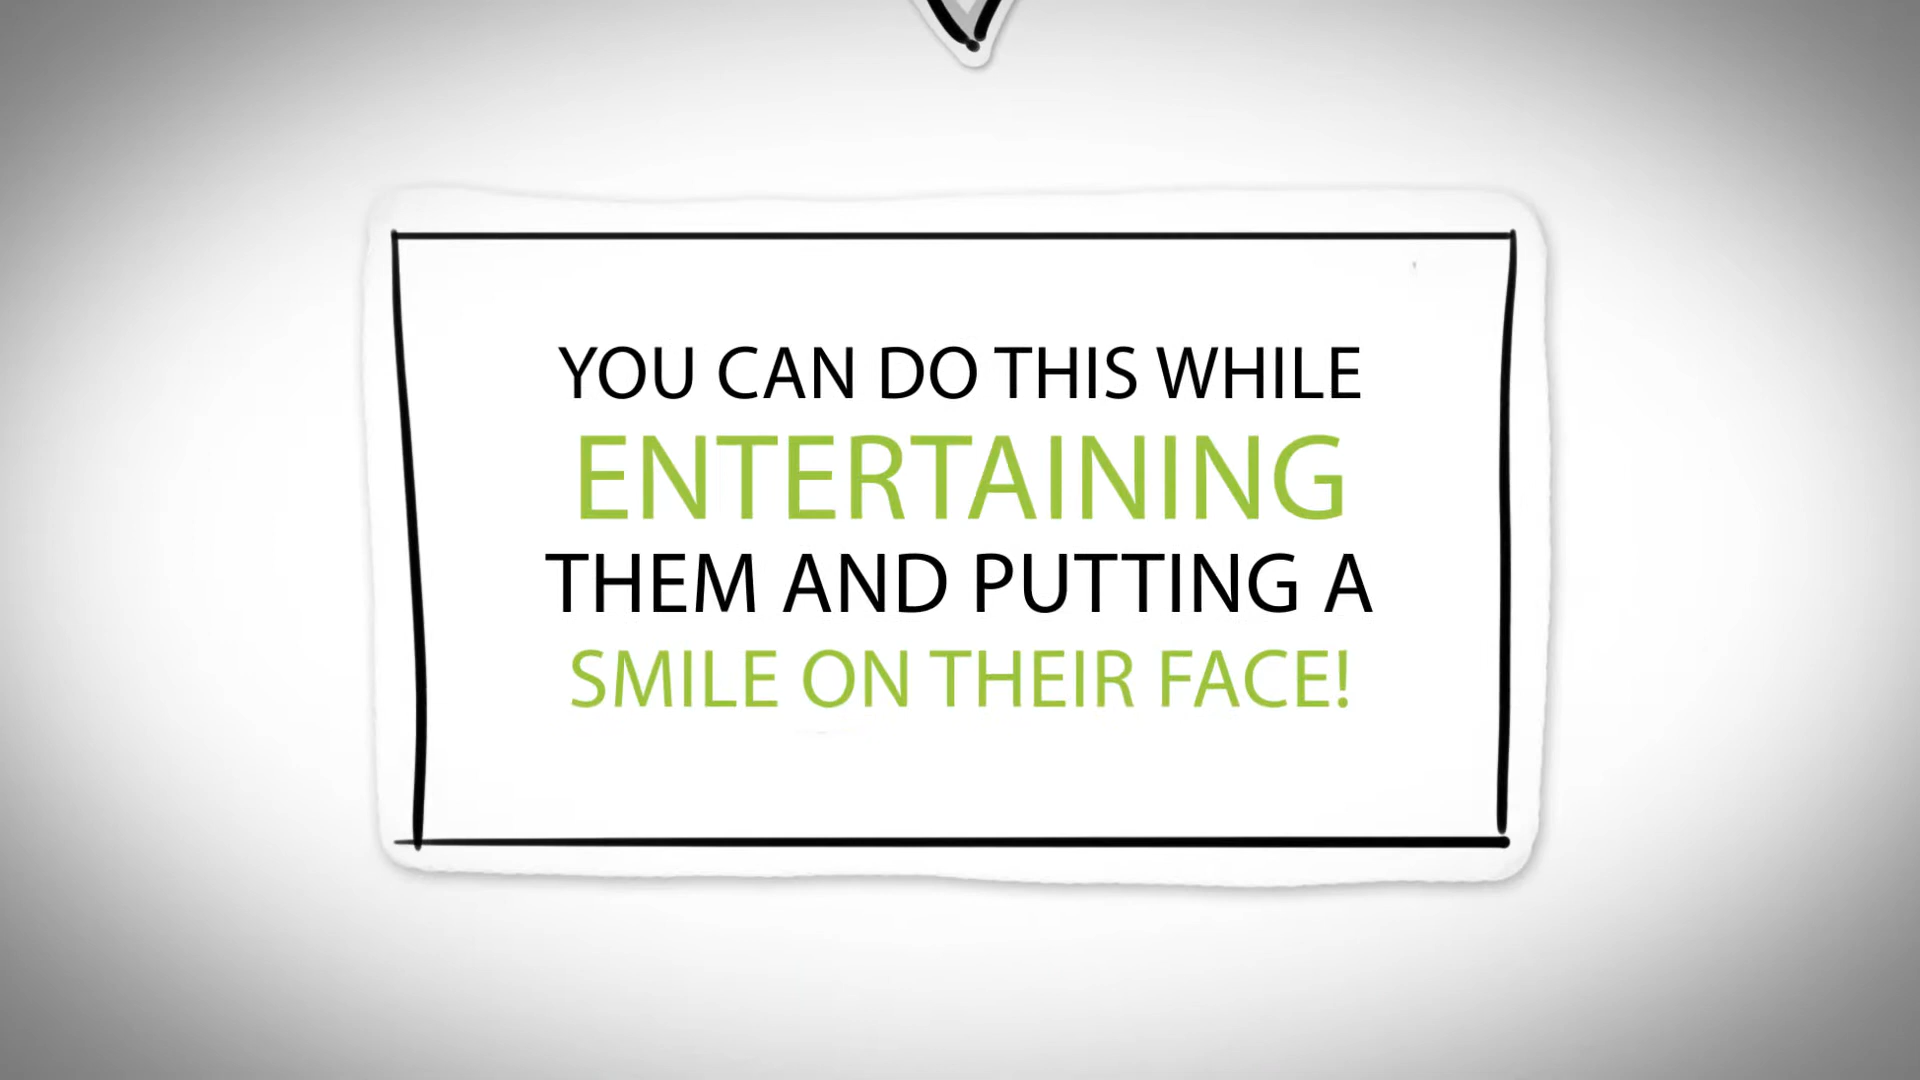 YOU CAN DO THIS WHILE
ENTERTAINING
THEM AND PUTTING A
SMILE ON THEIR FACE!